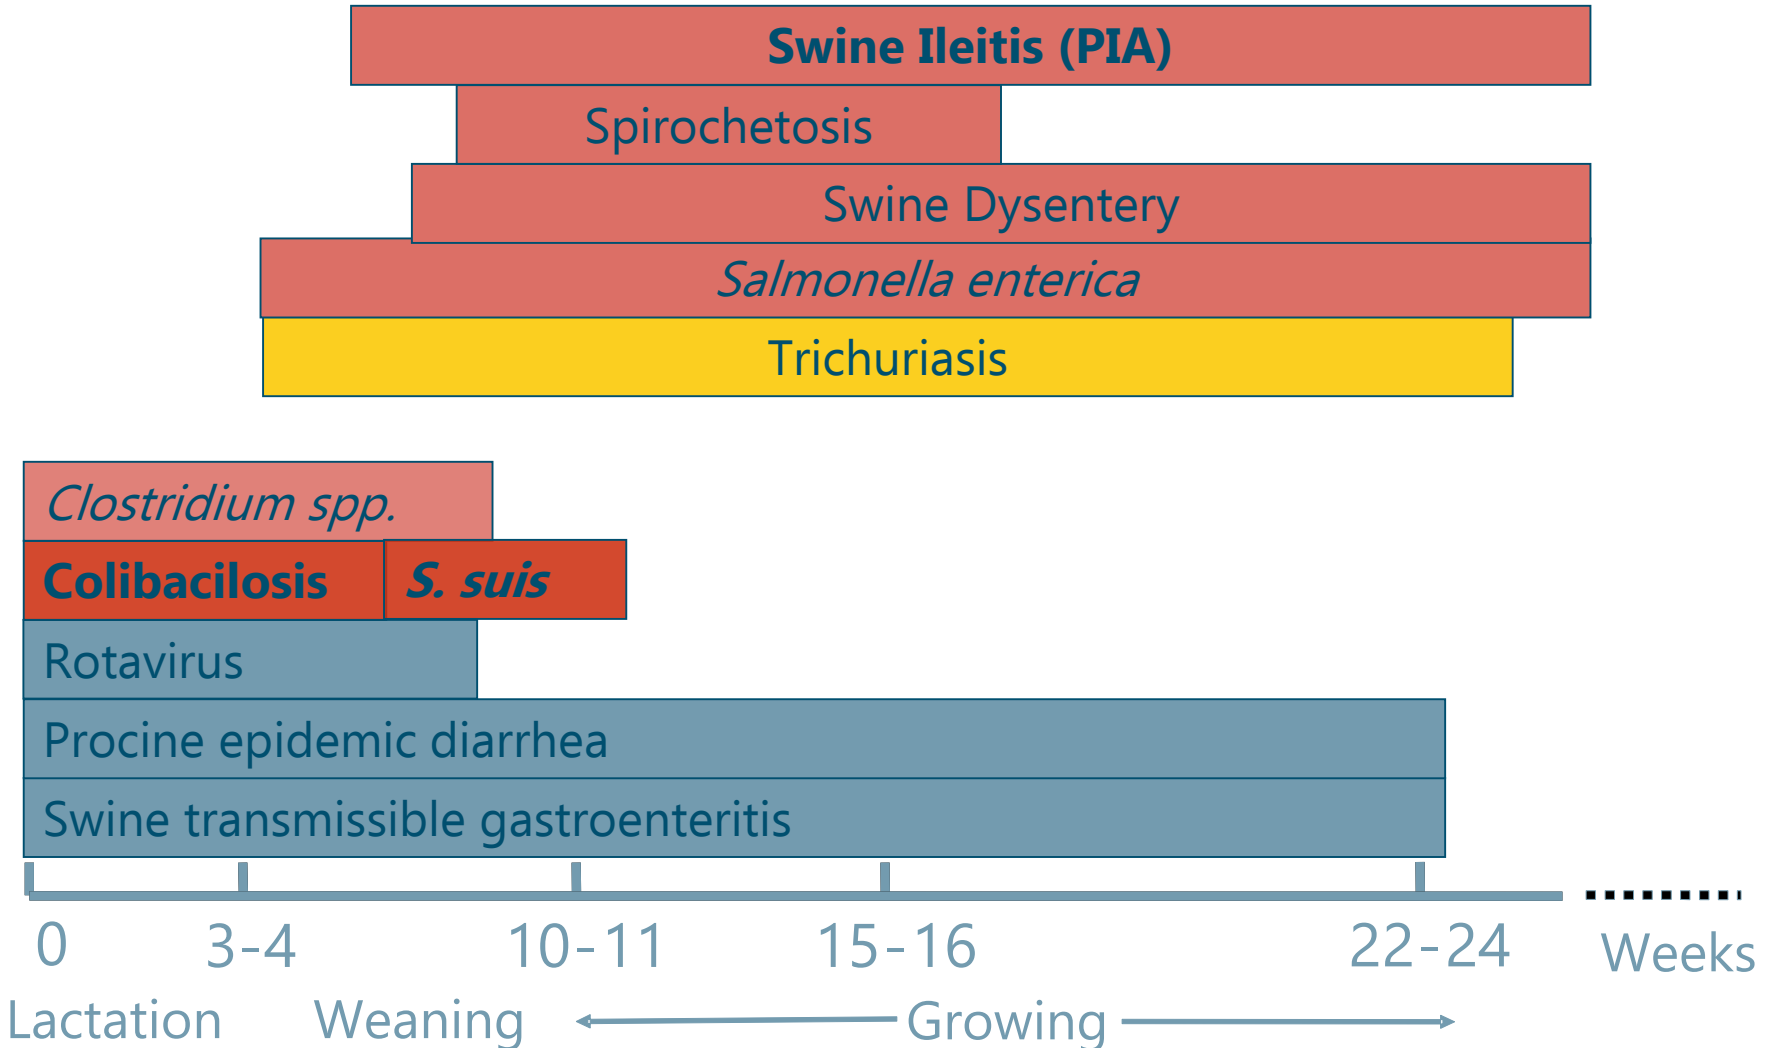 Swine Ileitis (PIA)
Spirochetosis
Swine Dysentery
Salmonella enterica
Trichuriasis
Clostridium spp.
Colibacilosis S. suis
Rotavirus
Procine epidemic diarrhea
Swine transmissible gastroenteritis
0 3-4 10-11 15-16 22-24 Weeks
Lactation Weaning Growing